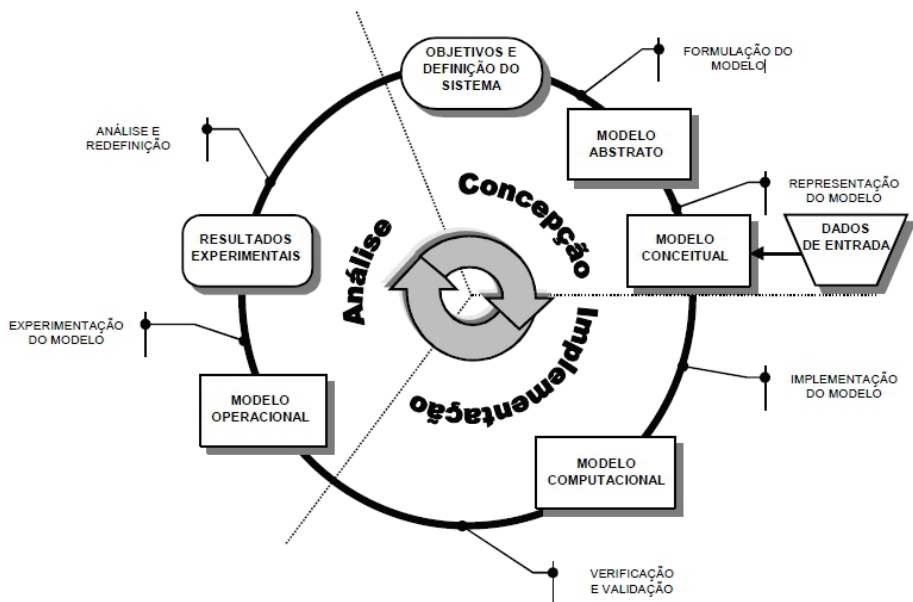 OBJETIVOS E
DEFINIÇÃO DO
SISTEMA
FORMULAÇÃO DO
MODELO
MODELO
ABSTRATO
REPRESENTAÇÃO
DO MODELO
MODELO
CONCEITUAL
DADOS
DE ENTRADA
IMPLEMENTAÇÃO
DO MODELO
MODELO
COMPUTACIONAL
VERIFICAÇÃO
E VALIDAÇÃO
MODELO
OPERACIONAL
EXPERIMENTAÇÃO
DO MODELO
RESULTADOS
EXPERIMENTAIS
ANÁLISE E
REDEFINIÇÃO
Concepção
Implementação
Análise